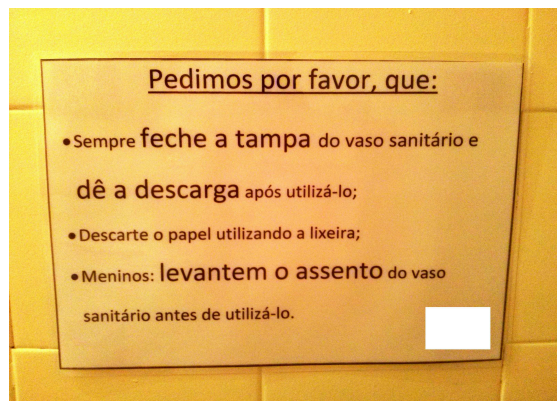 Pedimos por favor, que:
•Sempre feche a tampa do vaso sanitário e
dê a descarga após utilizá-lo;
•Descarte o papel utilizando a lixeira;
•Meninos: levantem o assento do vaso
sanitário antes de utilizá-lo.